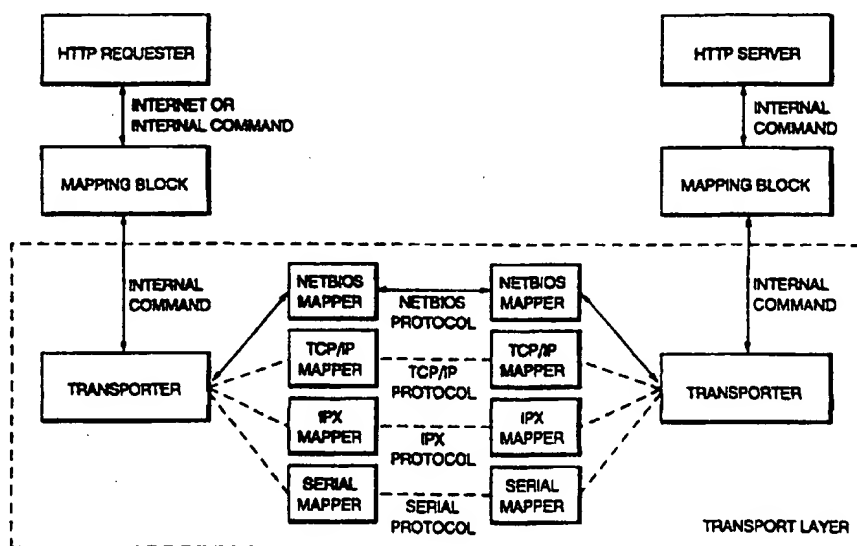 HTTP REQUESTER
HTTP SERVER
INTERNET OR
INTERNAL COMMAND
INTERNAL
COMMAND
MAPPING BLOCK
MAPPING BLOCK
INTERNAL
COMMAND
NETBIOS
MAPPER
NETBIOS
PROTOCOL
NETBIOS
MAPPER
INTERNAL
COMMAND
TRANSPORTER
TCP/IP
MAPPER
TCP/IP
PROTOCOL
TCP/IP
MAPPER
TRANSPORTER
IPX
MAPPER
IPX
PROTOCOL
IPX
MAPPER
SERIAL
MAPPER
SERIAL
PROTOCOL
SERIAL
MAPPER
TRANSPORT LAYER